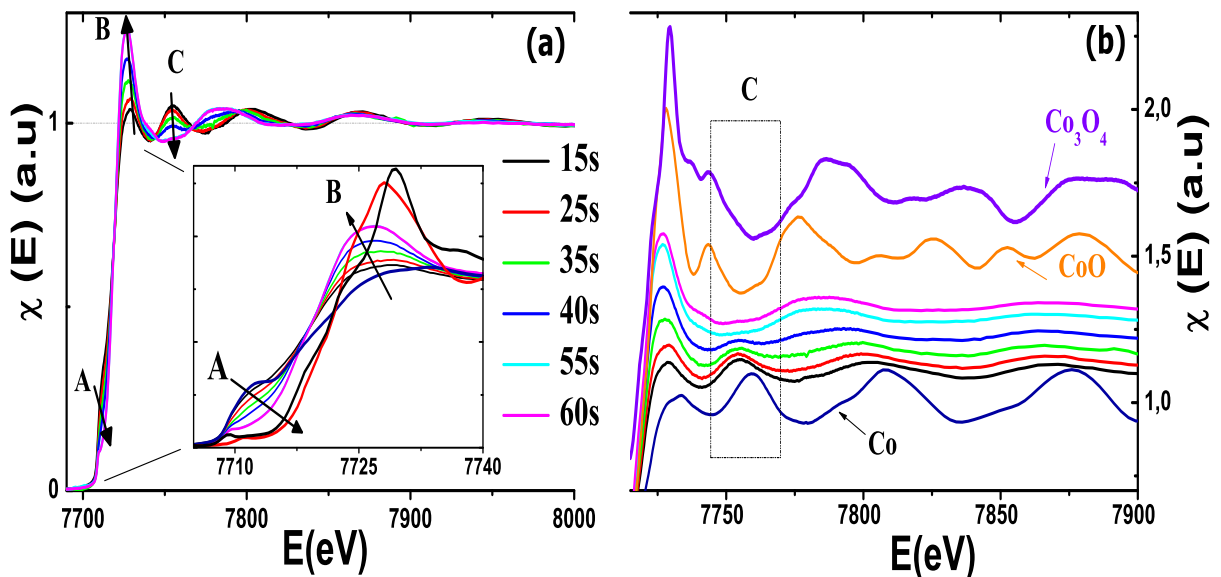 (a)
B
C
χ (E) (a.u)
1
0
A
B
A
7710 7725 7740
15s
25s
35s
40s
55s
60s
7700 7800 7900 8000
E(eV)
(b)
C
Co₃O₄
CoO
Co
2,0
1,5
1,0
χ (E) (a.u)
7750 7800 7850 7900
E(eV)